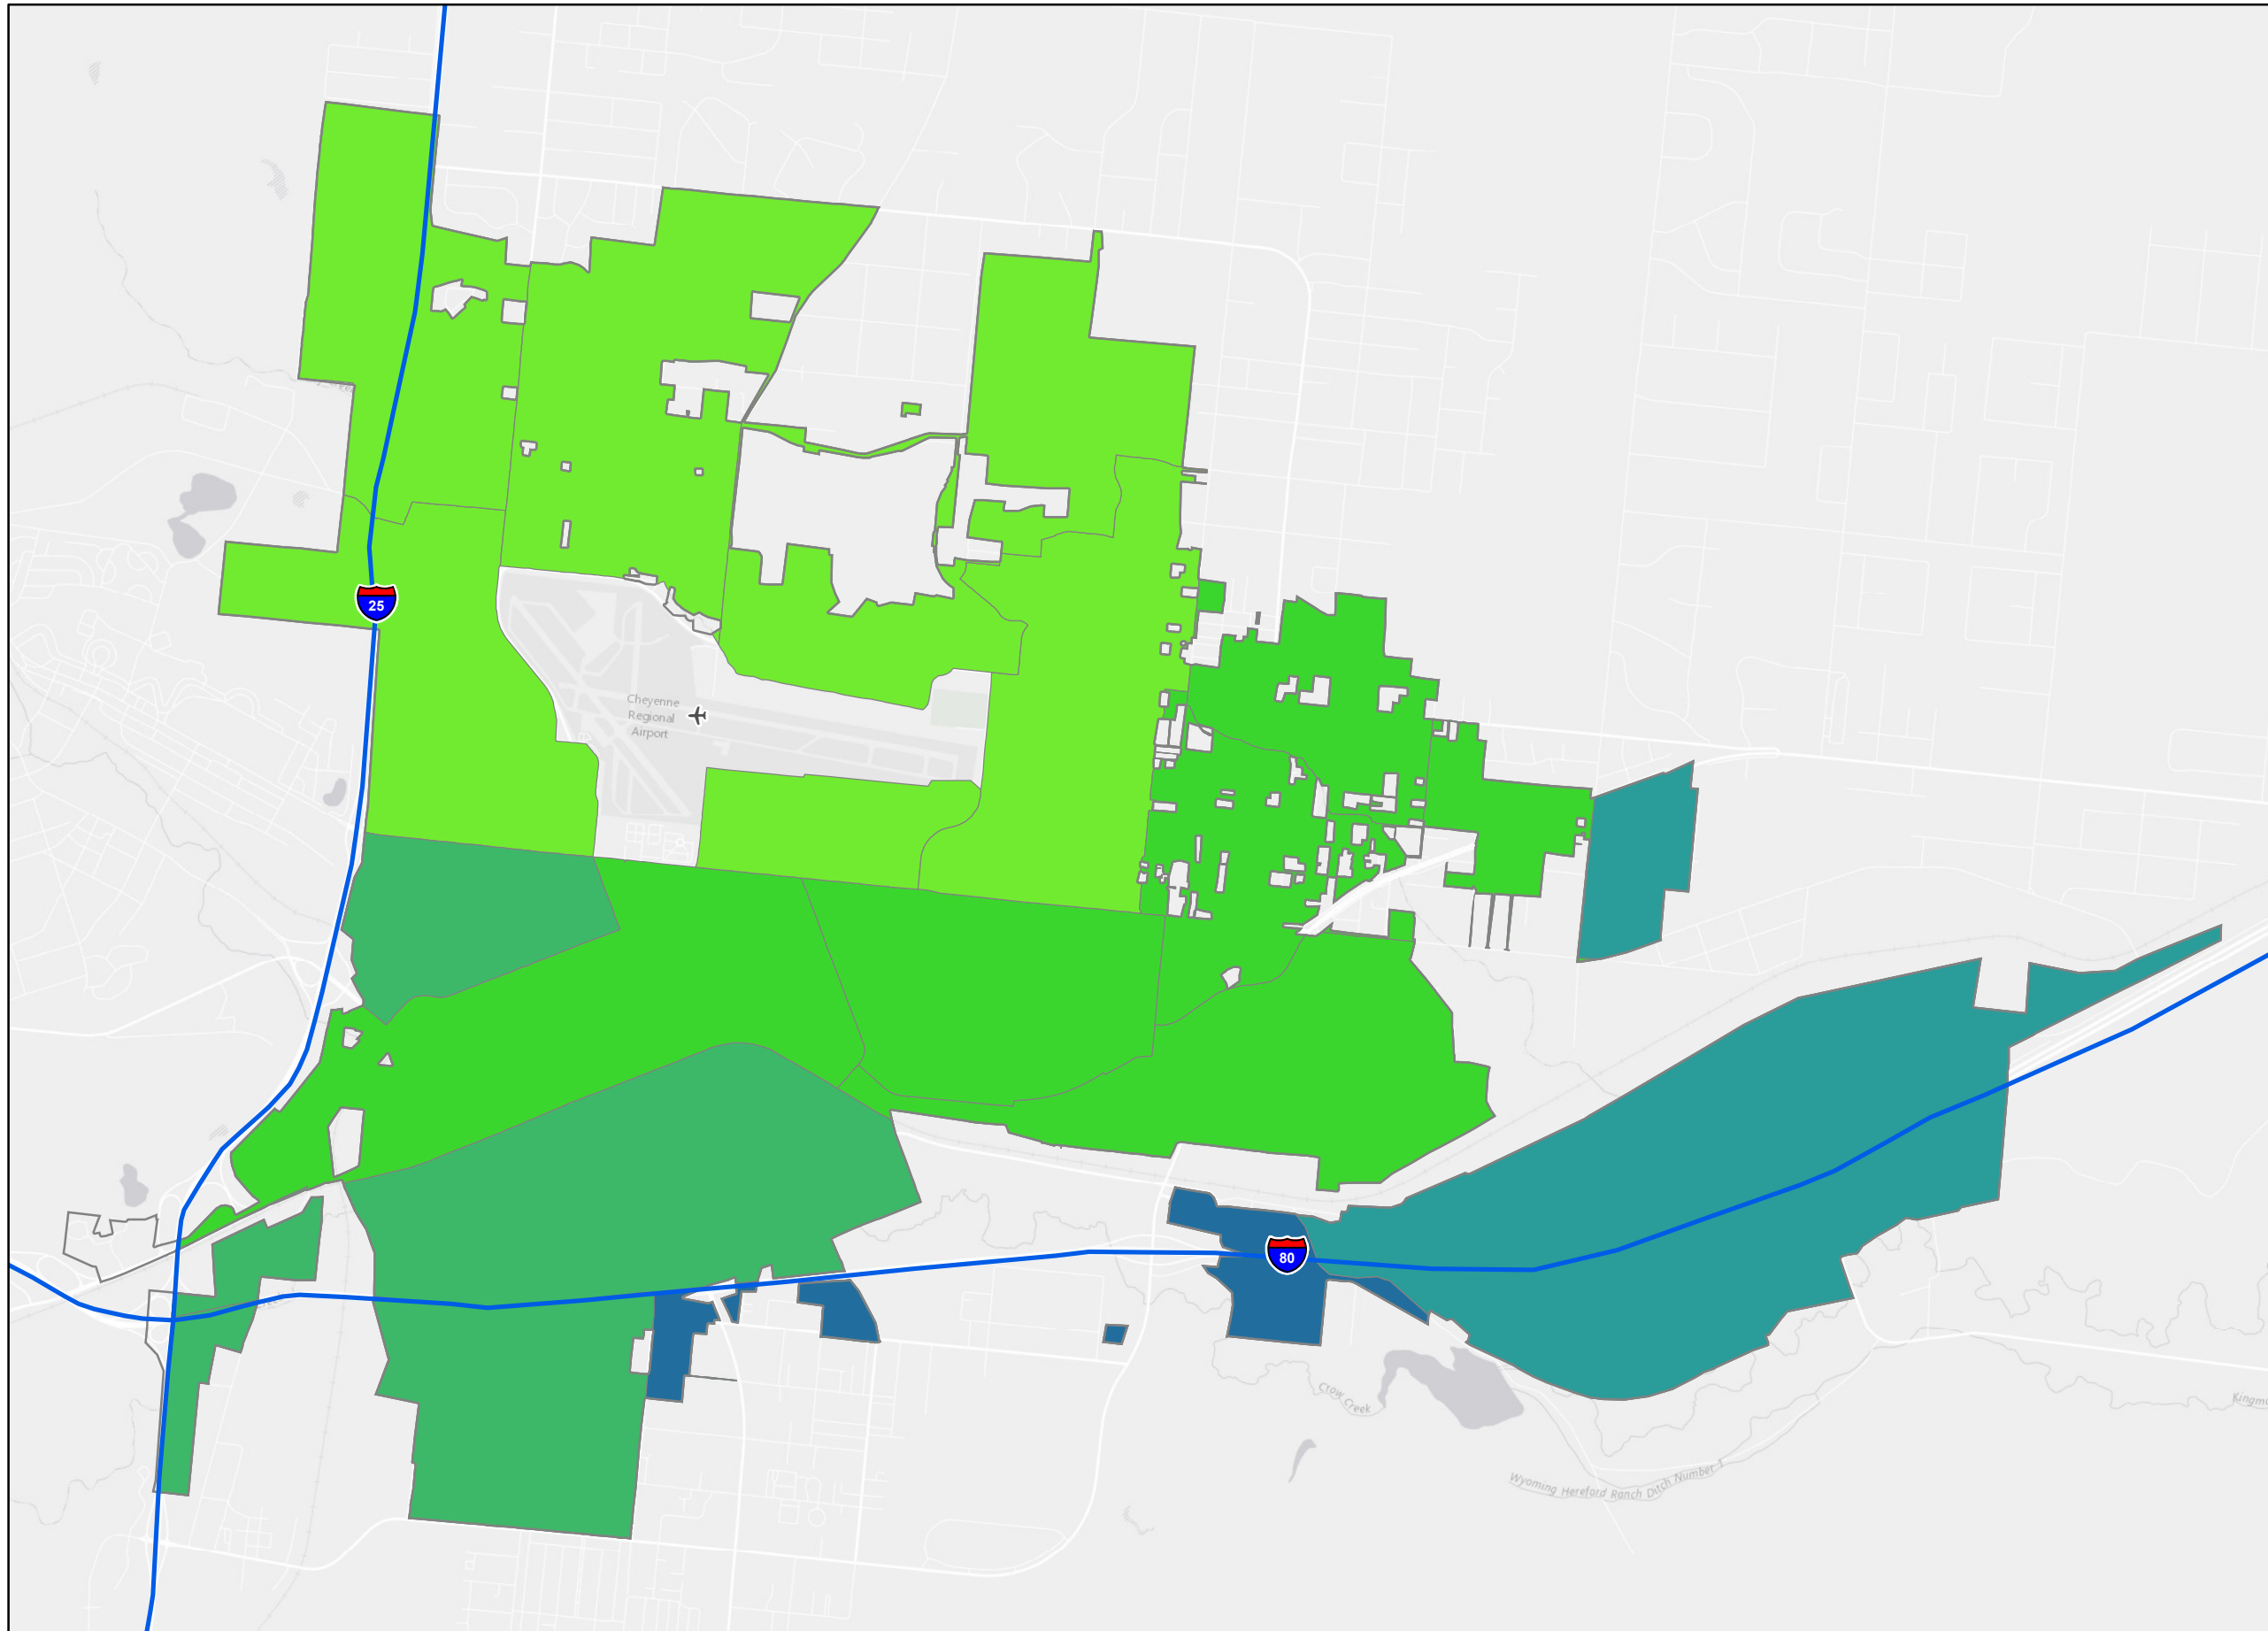 25
Cheyenne
Regional
Airport
80
Crow Creek
Wyoming Hereford Ranch Ditch Number 1